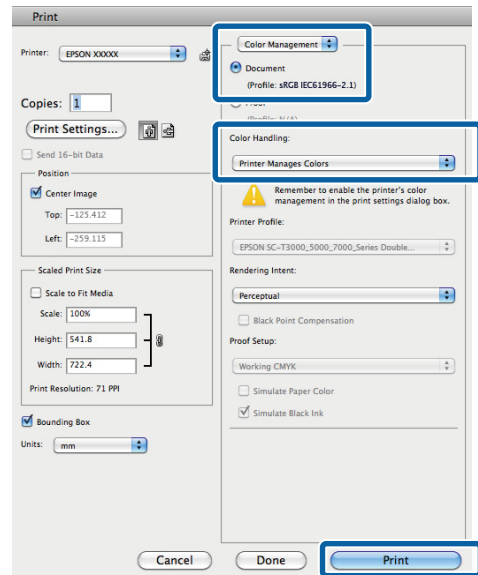 Print
Printer: EPSON XXXXX
Copies: 1
Print Settings...
Send 16-bit Data
Position
Center Image
Top: -125.412
Left: -259.115
Scaled Print Size
Scale to Fit Media
Scale: 100%
Height: 541.8
Width: 722.4
Print Resolution: 71 PPI
Bounding Box
Units: mm
Color Management
Document
(Profile: sRGB IEC61966-2.1)
Proof
(Profile: N/A)
Color Handling:
Printer Manages Colors
Remember to enable the printer's color
management in the print settings dialog box.
Printer Profile:
EPSON SC-T3000_5000_7000_Series Double...
Rendering Intent:
Perceptual
Black Point Compensation
Proof Setup:
Working CMYK
Simulate Paper Color
Simulate Black Ink
Cancel
Done
Print